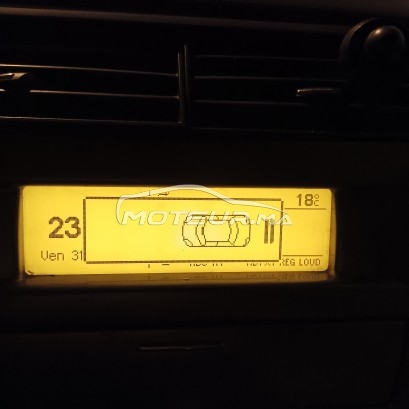 18°C
MOTEUR.MA
23
Ven 31
REG LOUD